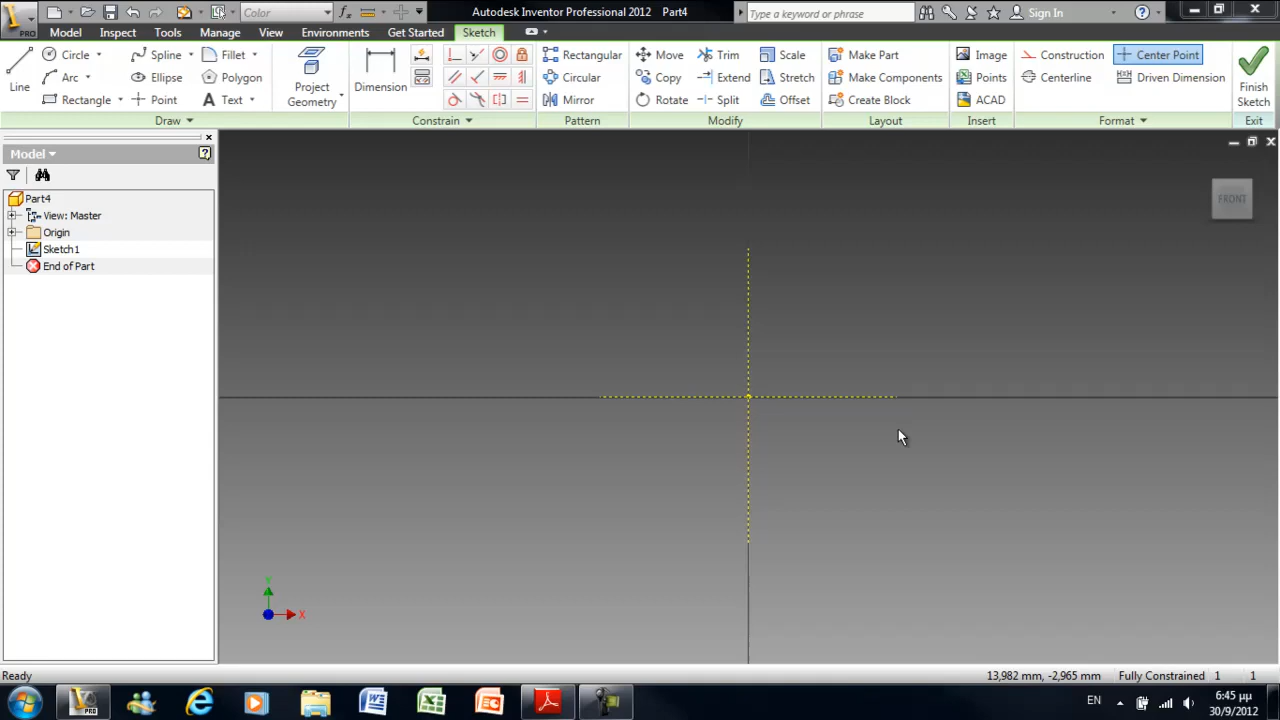 Color
Autodesk Inventor Professional 2012 Part4
Type a keyword or phrase
Sign In
PRO
Model Inspect Tools Manage View Environments Get Started Sketch
Line
Circle Spline Fillet
Arc Ellipse Polygon
Rectangle Point Text
Project Geometry
Dimension
Rectangular
Circular
Mirror
Move Trim Scale
Copy Extend Stretch
Rotate Split Offset
Make Part
Make Components
Create Block
Image
Points
ACAD
Construction Center Point
Centerline Driven Dimension
Finish Sketch
Draw Constrain Pattern Modify Layout Insert Format Exit
Model
Part4
View: Master
Origin
Sketch1
End of Part
FRONT
Y
X
Ready
13,982 mm, -2,965 mm Fully Constrained 1 1
PRO
EN
6:45 μμ
30/9/2012